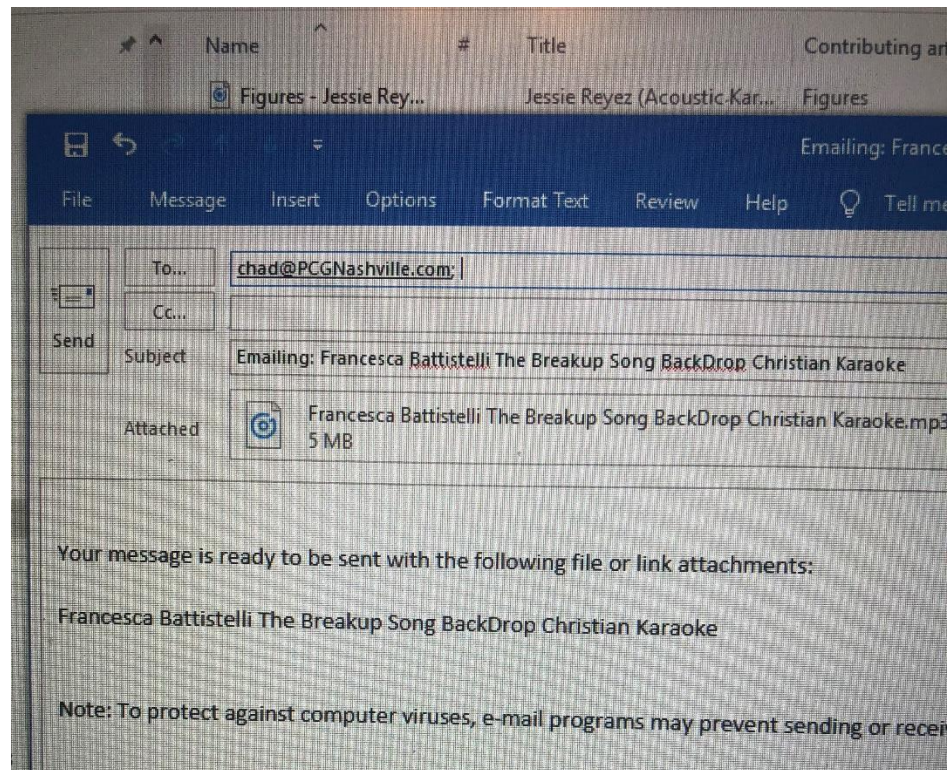 Name # Title Contributing ar
Figures - Jessie Rey... Jessie Reyez (Acoustic Kar... Figures
Emailing: France
File Message Insert Options Format Text Review Help Tell me
To... chad@PCGNashville.com;
Cc...
Send
Subject Emailing: Francesca Battistelli The Breakup Song BackDrop Christian Karaoke
Attached Francesca Battistelli The Breakup Song BackDrop Christian Karaoke.mp3
5 MB
Your message is ready to be sent with the following file or link attachments:
Francesca Battistelli The Breakup Song BackDrop Christian Karaoke
Note: To protect against computer viruses, e-mail programs may prevent sending or recei